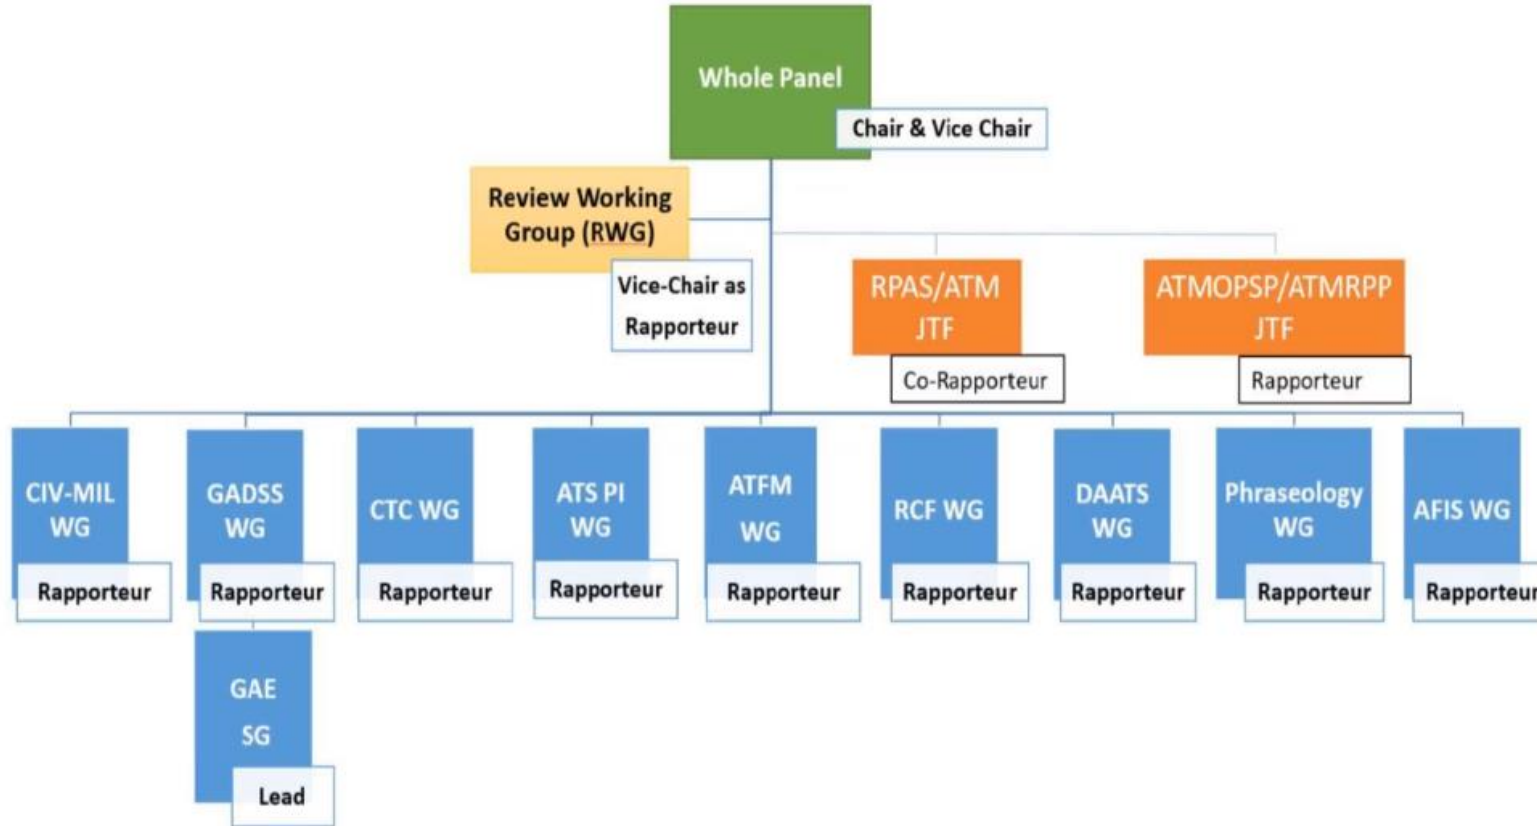 Whole Panel
Chair & Vice Chair
Review Working
Group (RWG)
Vice-Chair as
Rapporteur
RPAS/ATM
JTF
Co-Rapporteur
ATMOPSP/ATMRPP
JTF
Rapporteur
CIV-MIL
WG
Rapporteur
GADSS
WG
Rapporteur
CTC WG
Rapporteur
ATS PI
WG
Rapporteur
ATFM
WG
Rapporteur
RCF WG
Rapporteur
DAATS
WG
Rapporteur
Phraseology
WG
Rapporteur
AFIS WG
Rapporteur
GAE
SG
Lead